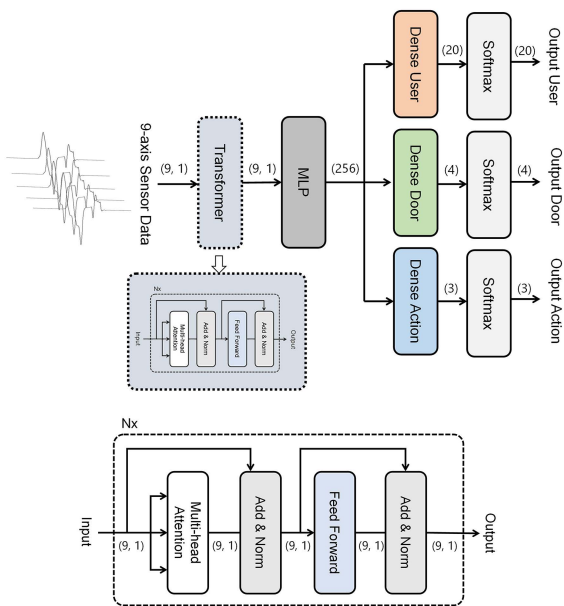 Output User
Output Door
Output Action
(20)
(4)
(3)
Softmax
Softmax
Softmax
(20)
(4)
(3)
Dense User
Dense Door
Dense Action
(256)
MLP
(9, 1)
Transformer
(9, 1)
9-axis Sensor Data
Nx
Input
Multi-head
Attention
Add & Norm
Feed Forward
Add & Norm
Output
Nx
Input
(9, 1)
Multi-head
Attention
(9, 1)
Add & Norm
(9, 1)
Feed Forward
(9, 1)
Add & Norm
(9, 1)
Output